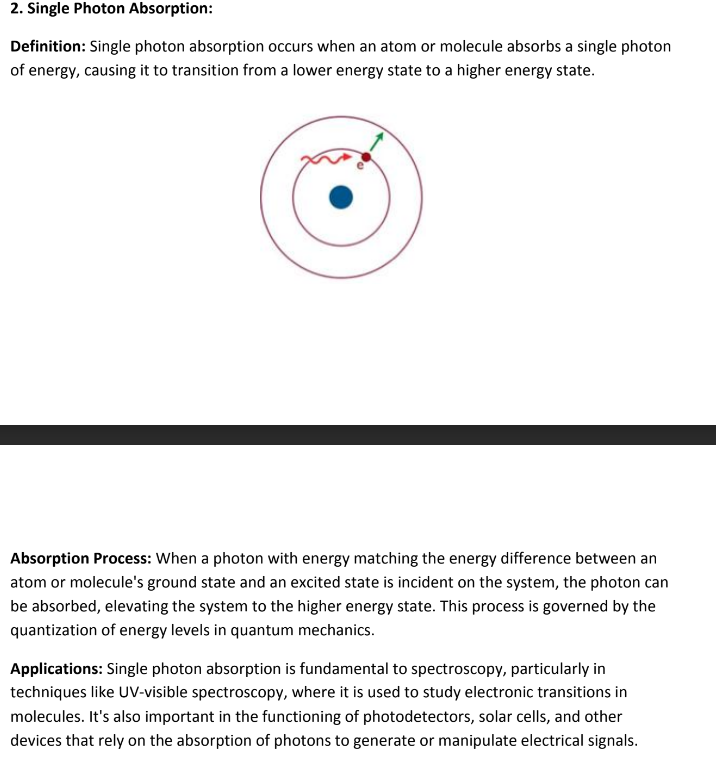 2. Single Photon Absorption:
Definition: Single photon absorption occurs when an atom or molecule absorbs a single photon
of energy, causing it to transition from a lower energy state to a higher energy state.
e
Absorption Process: When a photon with energy matching the energy difference between an
atom or molecule's ground state and an excited state is incident on the system, the photon can
be absorbed, elevating the system to the higher energy state. This process is governed by the
quantization of energy levels in quantum mechanics.
Applications: Single photon absorption is fundamental to spectroscopy, particularly in
techniques like UV-visible spectroscopy, where it is used to study electronic transitions in
molecules. It's also important in the functioning of photodetectors, solar cells, and other
devices that rely on the absorption of photons to generate or manipulate electrical signals.